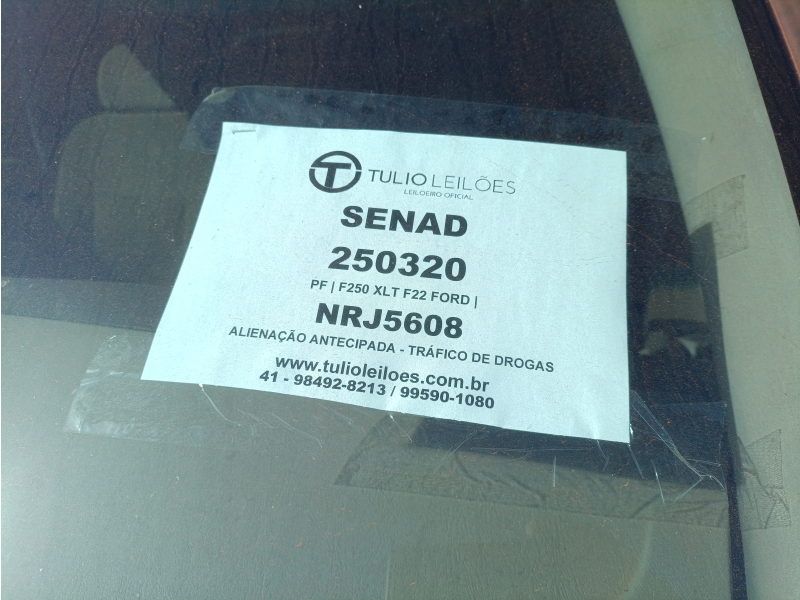 TULIO LEILÕES
LEILOEIRO OFICIAL
SENAD
250320
PF | F250 XLT F22 FORD |
NRJ5608
ALIENAÇÃO ANTECIPADA - TRÁFICO DE DROGAS
www.tulioleiloes.com.br
41 - 98492-8213 / 99590-1080